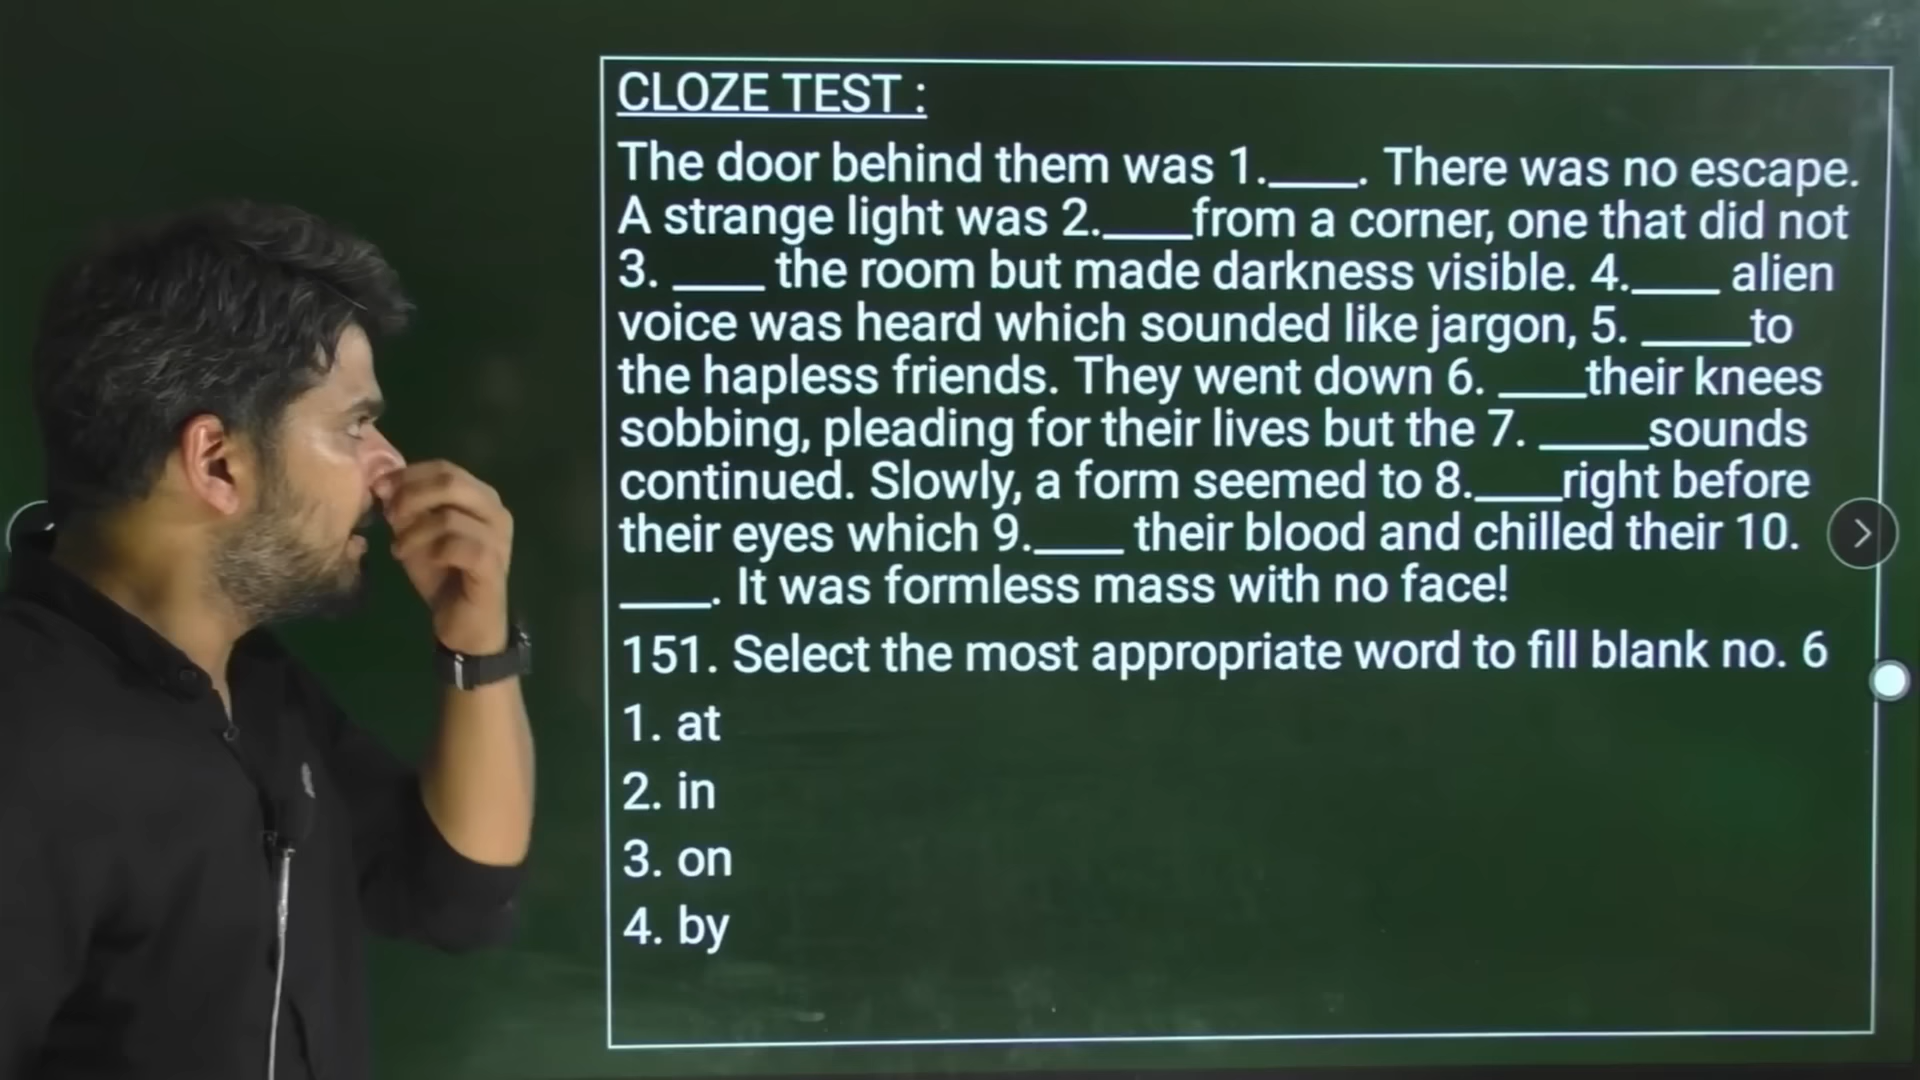 CLOZE TEST :
The door behind them was 1.____. There was no escape.
A strange light was 2.____from a corner, one that did not
3. ____ the room but made darkness visible. 4.____ alien
voice was heard which sounded like jargon, 5. _____to
the hapless friends. They went down 6. ____their knees
sobbing, pleading for their lives but the 7. _____sounds
continued. Slowly, a form seemed to 8.____right before
their eyes which 9.____ their blood and chilled their 10.
____. It was formless mass with no face!
151. Select the most appropriate word to fill blank no. 6
1. at
2. in
3. on
4. by